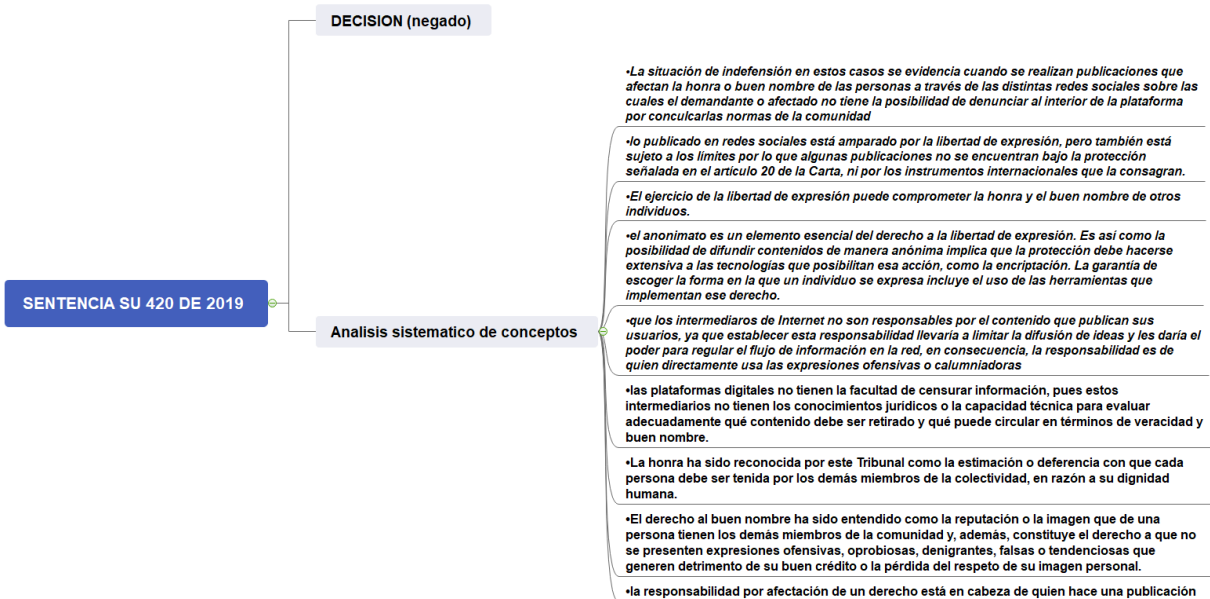 DECISION (negado)
•La situación de indefensión en estos casos se evidencia cuando se realizan publicaciones que
afectan la honra o buen nombre de las personas a través de las distintas redes sociales sobre las
cuales el demandante o afectado no tiene la posibilidad de denunciar al interior de la plataforma
por conculcarlas normas de la comunidad
•lo publicado en redes sociales está amparado por la libertad de expresión, pero también está
sujeto a los límites por lo que algunas publicaciones no se encuentran bajo la protección
señalada en el artículo 20 de la Carta, ni por los instrumentos internacionales que la consagran.
•El ejercicio de la libertad de expresión puede comprometer la honra y el buen nombre de otros
individuos.
•el anonimato es un elemento esencial del derecho a la libertad de expresión. Es así como la
posibilidad de difundir contenidos de manera anónima implica que la protección debe hacerse
extensiva a las tecnologías que posibilitan esa acción, como la encriptación. La garantía de
escoger la forma en la que un individuo se expresa incluye el uso de las herramientas que
implementan ese derecho.
SENTENCIA SU 420 DE 2019
Analisis sistematico de conceptos
•que los intermediaros de Internet no son responsables por el contenido que publican sus
usuarios, ya que establecer esta responsabilidad llevaría a limitar la difusión de ideas y les daría el
poder para regular el flujo de información en la red, en consecuencia, la responsabilidad es de
quien directamente usa las expresiones ofensivas o calumniadoras
•las plataformas digitales no tienen la facultad de censurar información, pues estos
intermediarios no tienen los conocimientos jurídicos o la capacidad técnica para evaluar
adecuadamente qué contenido debe ser retirado y qué puede circular en términos de veracidad y
buen nombre.
•La honra ha sido reconocida por este Tribunal como la estimación o deferencia con que cada
persona debe ser tenida por los demás miembros de la colectividad, en razón a su dignidad
humana.
•El derecho al buen nombre ha sido entendido como la reputación o la imagen que de una
persona tienen los demás miembros de la comunidad y, además, constituye el derecho a que no
se presenten expresiones ofensivas, oprobiosas, denigrantes, falsas o tendenciosas que
generen detrimento de su buen crédito o la pérdida del respeto de su imagen personal.
•la responsabilidad por afectación de un derecho está en cabeza de quien hace una publicación